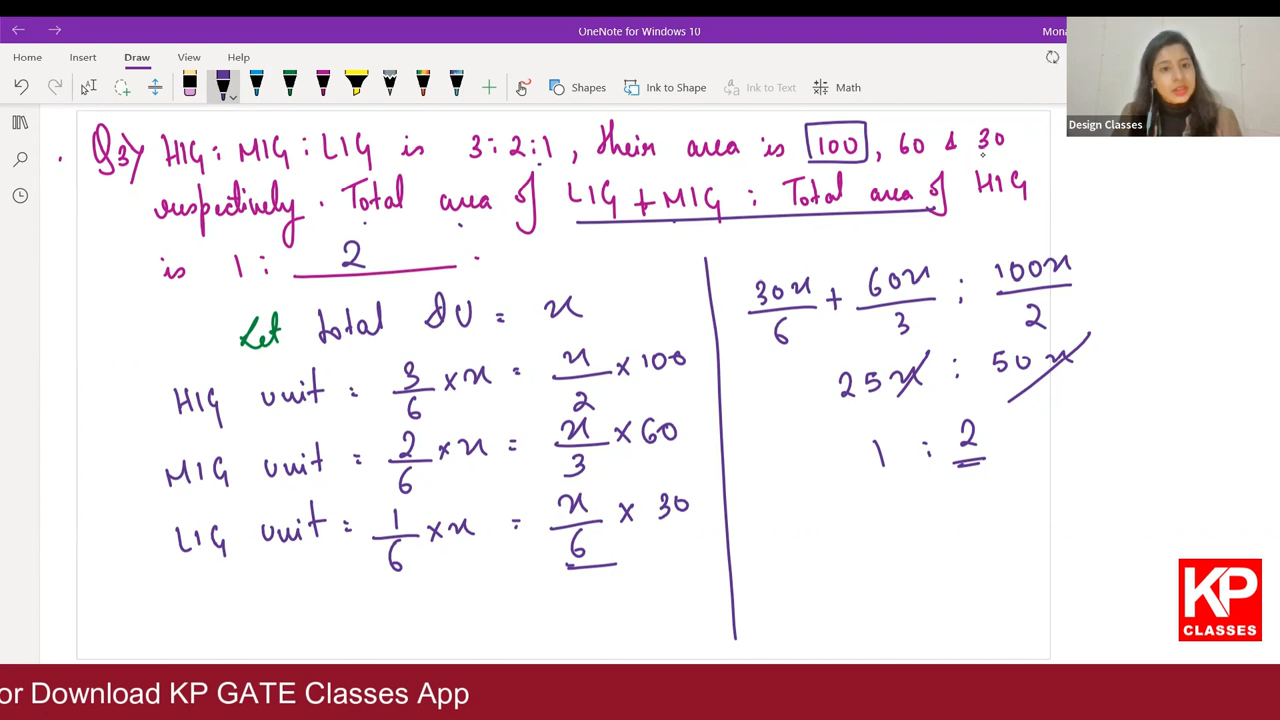 OneNote for Windows 10
Mona
Home Insert Draw View Help
Shapes Ink to Shape Ink to Text Math
Design Classes
Q3) HIG : MIG : LIG is 3:2:1, their area is 100, 60 & 30
respectively. Total area of LIG + MIG : Total area of HIG
is 1 : 2
Let total DU = x
HIG unit = 3/6 × x = x/2 × 100
MIG unit = 2/6 × x = x/3 × 60
LIG unit = 1/6 × x = x/6 × 30
30x/6 + 60x/3 : 100x/2
25x : 50x
1 : 2
KP
CLASSES
or Download KP GATE Classes App